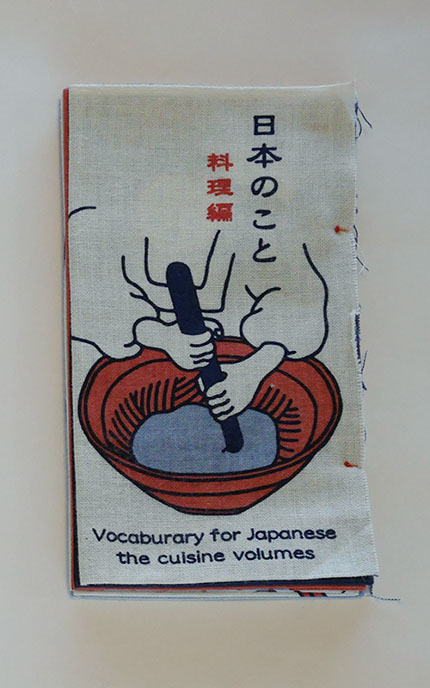 日本のこと
料理編
Vocaburary for Japanese
the cuisine volumes